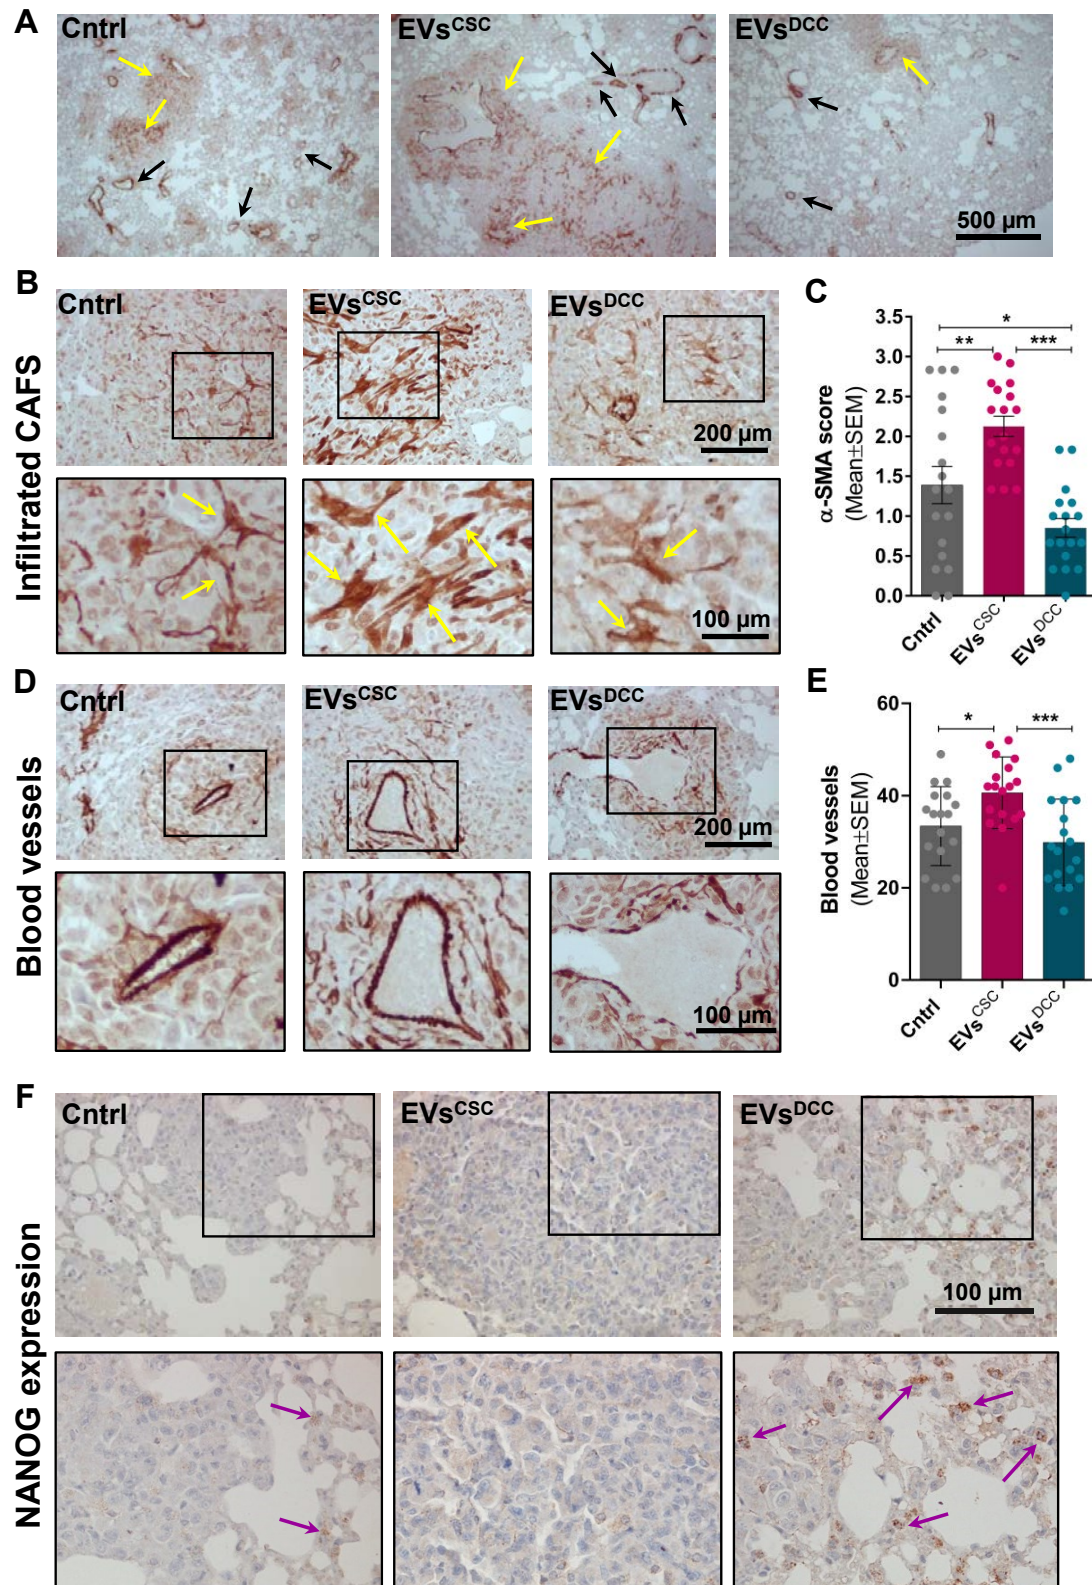 A
Cntrl
EVsCSC
EVsDCC
500 µm
B
Infiltrated CAFS
Cntrl
EVsCSC
EVsDCC
200 µm
100 µm
C
α-SMA score
(Mean±SEM)
3.5
3.0
2.5
2.0
1.5
1.0
0.5
0.0
*
**
***
Cntrl
EVsCSC
EVsDCC
D
Blood vessels
Cntrl
EVsCSC
EVsDCC
200 µm
100 µm
E
Blood vessels
(Mean±SEM)
60
40
20
0
*
***
Cntrl
EVsCSC
EVsDCC
F
NANOG expression
Cntrl
EVsCSC
EVsDCC
100 µm